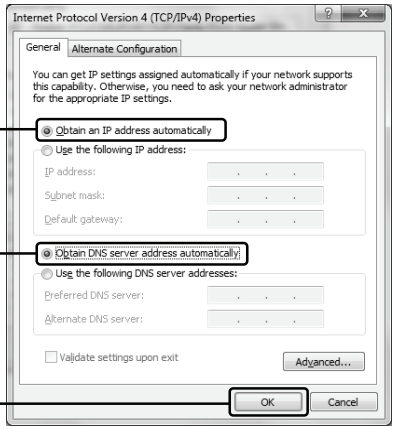 Internet Protocol Version 4 (TCP/IPv4) Properties
General
Alternate Configuration
You can get IP settings assigned automatically if your network supports
this capability. Otherwise, you need to ask your network administrator
for the appropriate IP settings.
Obtain an IP address automatically
Use the following IP address:
IP address:
Subnet mask:
Default gateway:
Obtain DNS server address automatically
Use the following DNS server addresses:
Preferred DNS server:
Alternate DNS server:
Validate settings upon exit
Advanced...
OK
Cancel